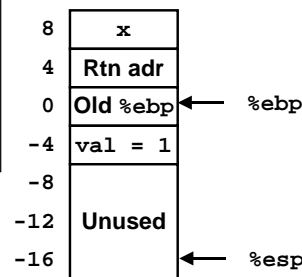 8 x
4 Rtn adr
0 Old %ebp %ebp
-4 val = 1
-8
-12 Unused
-16 %esp